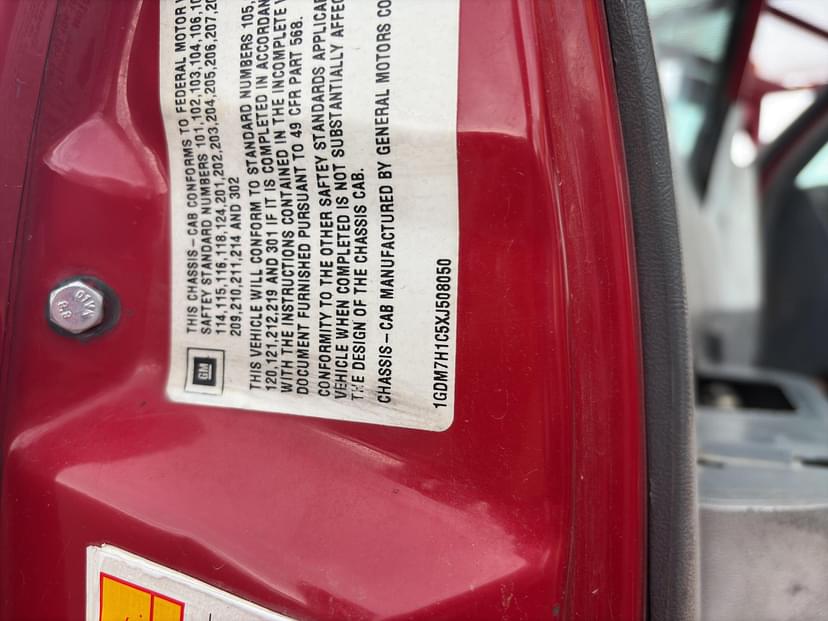 THIS CHASSIS-CAB CONFORMS TO FEDERAL MOTOR
SAFTEY STANDARD NUMBERS 101,102,103,104,106,
114,115,116,118,124,201,202,203,204,205,206,207,
209,210,211,214 AND 302
THIS VEHICLE WILL CONFORM TO STANDARD NUMBERS 105,
120,121,212,219 AND 301 IF IT IS COMPLETED IN ACCORDAN
WITH THE INSTRUCTIONS CONTAINED IN THE INCOMPLETE
DOCUMENT FURNISHED PURSUANT TO 49 CFR PART 568.
CONFORMITY TO THE OTHER SAFTEY STANDARDS APPLICA
VEHICLE WHEN COMPLETED IS NOT SUBSTANTIALLY AFFE
THE DESIGN OF THE CHASSIS CAB.
CHASSIS-CAB MANUFACTURED BY GENERAL MOTORS CO
1GDM7H1C5XJ508050
GM
8.8